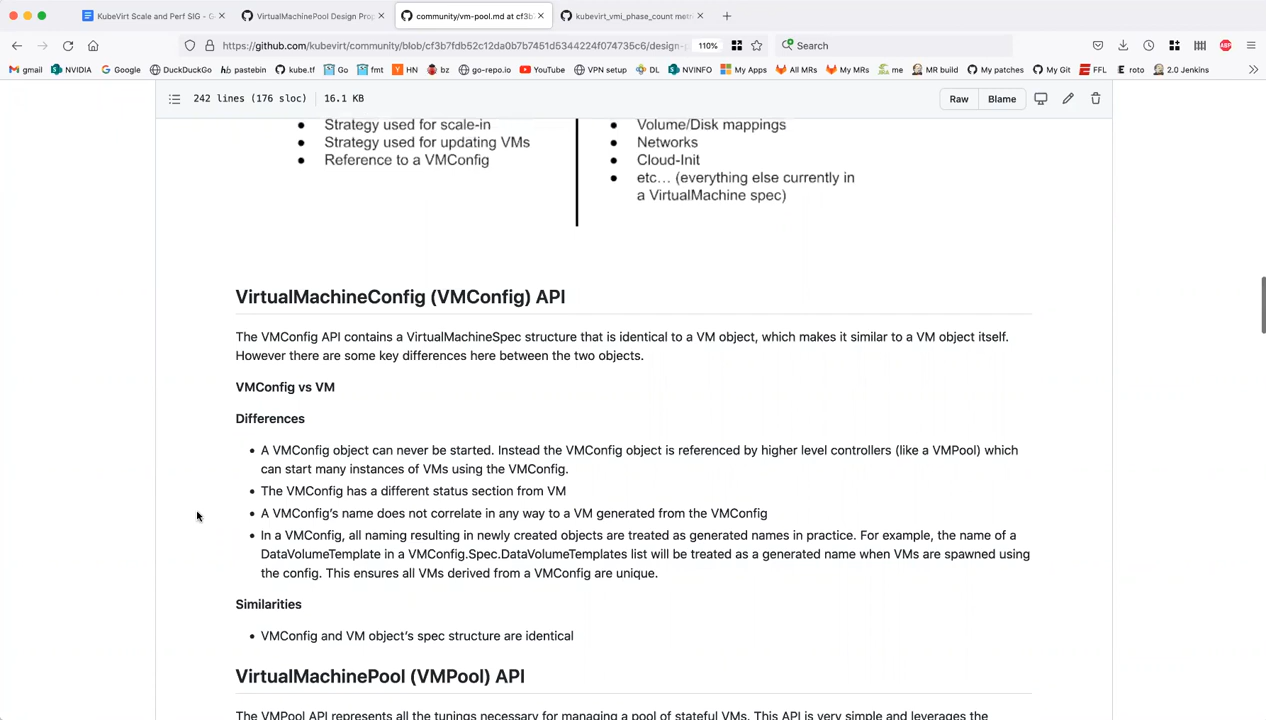 KubeVirt Scale and Perf SIG - G
VirtualMachinePool Design Prop
community/vm-pool.md at cf3b
kubevirt_vmi_phase_count metri
https://github.com/kubevirt/community/blob/cf3b7fdb52c12da0b7b7451d5344224f074735c6/design-p
110%
Search
gmail
NVIDIA
Google
DuckDuckGo
pastebin
kube.tf
Go
fmt
HN
bz
go-repo.io
YouTube
VPN setup
DL
NVINFO
My Apps
All MRs
My MRs
me
MR build
My patches
My Git
FFL
roto
2.0 Jenkins
242 lines (176 sloc)
16.1 KB
Raw
Blame
• Strategy used for scale-in
• Strategy used for updating VMs
• Reference to a VMConfig
• Volume/Disk mappings
• Networks
• Cloud-Init
• etc... (everything else currently in
a VirtualMachine spec)
VirtualMachineConfig (VMConfig) API
The VMConfig API contains a VirtualMachineSpec structure that is identical to a VM object, which makes it similar to a VM object itself.
However there are some key differences here between the two objects.
VMConfig vs VM
Differences
• A VMConfig object can never be started. Instead the VMConfig object is referenced by higher level controllers (like a VMPool) which
can start many instances of VMs using the VMConfig.
• The VMConfig has a different status section from VM
• A VMConfig’s name does not correlate in any way to a VM generated from the VMConfig
• In a VMConfig, all naming resulting in newly created objects are treated as generated names in practice. For example, the name of a
DataVolumeTemplate in a VMConfig.Spec.DataVolumeTemplates list will be treated as a generated name when VMs are spawned using
the config. This ensures all VMs derived from a VMConfig are unique.
Similarities
• VMConfig and VM object’s spec structure are identical
VirtualMachinePool (VMPool) API
The VMPool API represents all the tunings necessary for managing a pool of stateful VMs. This API is very simple and leverages the